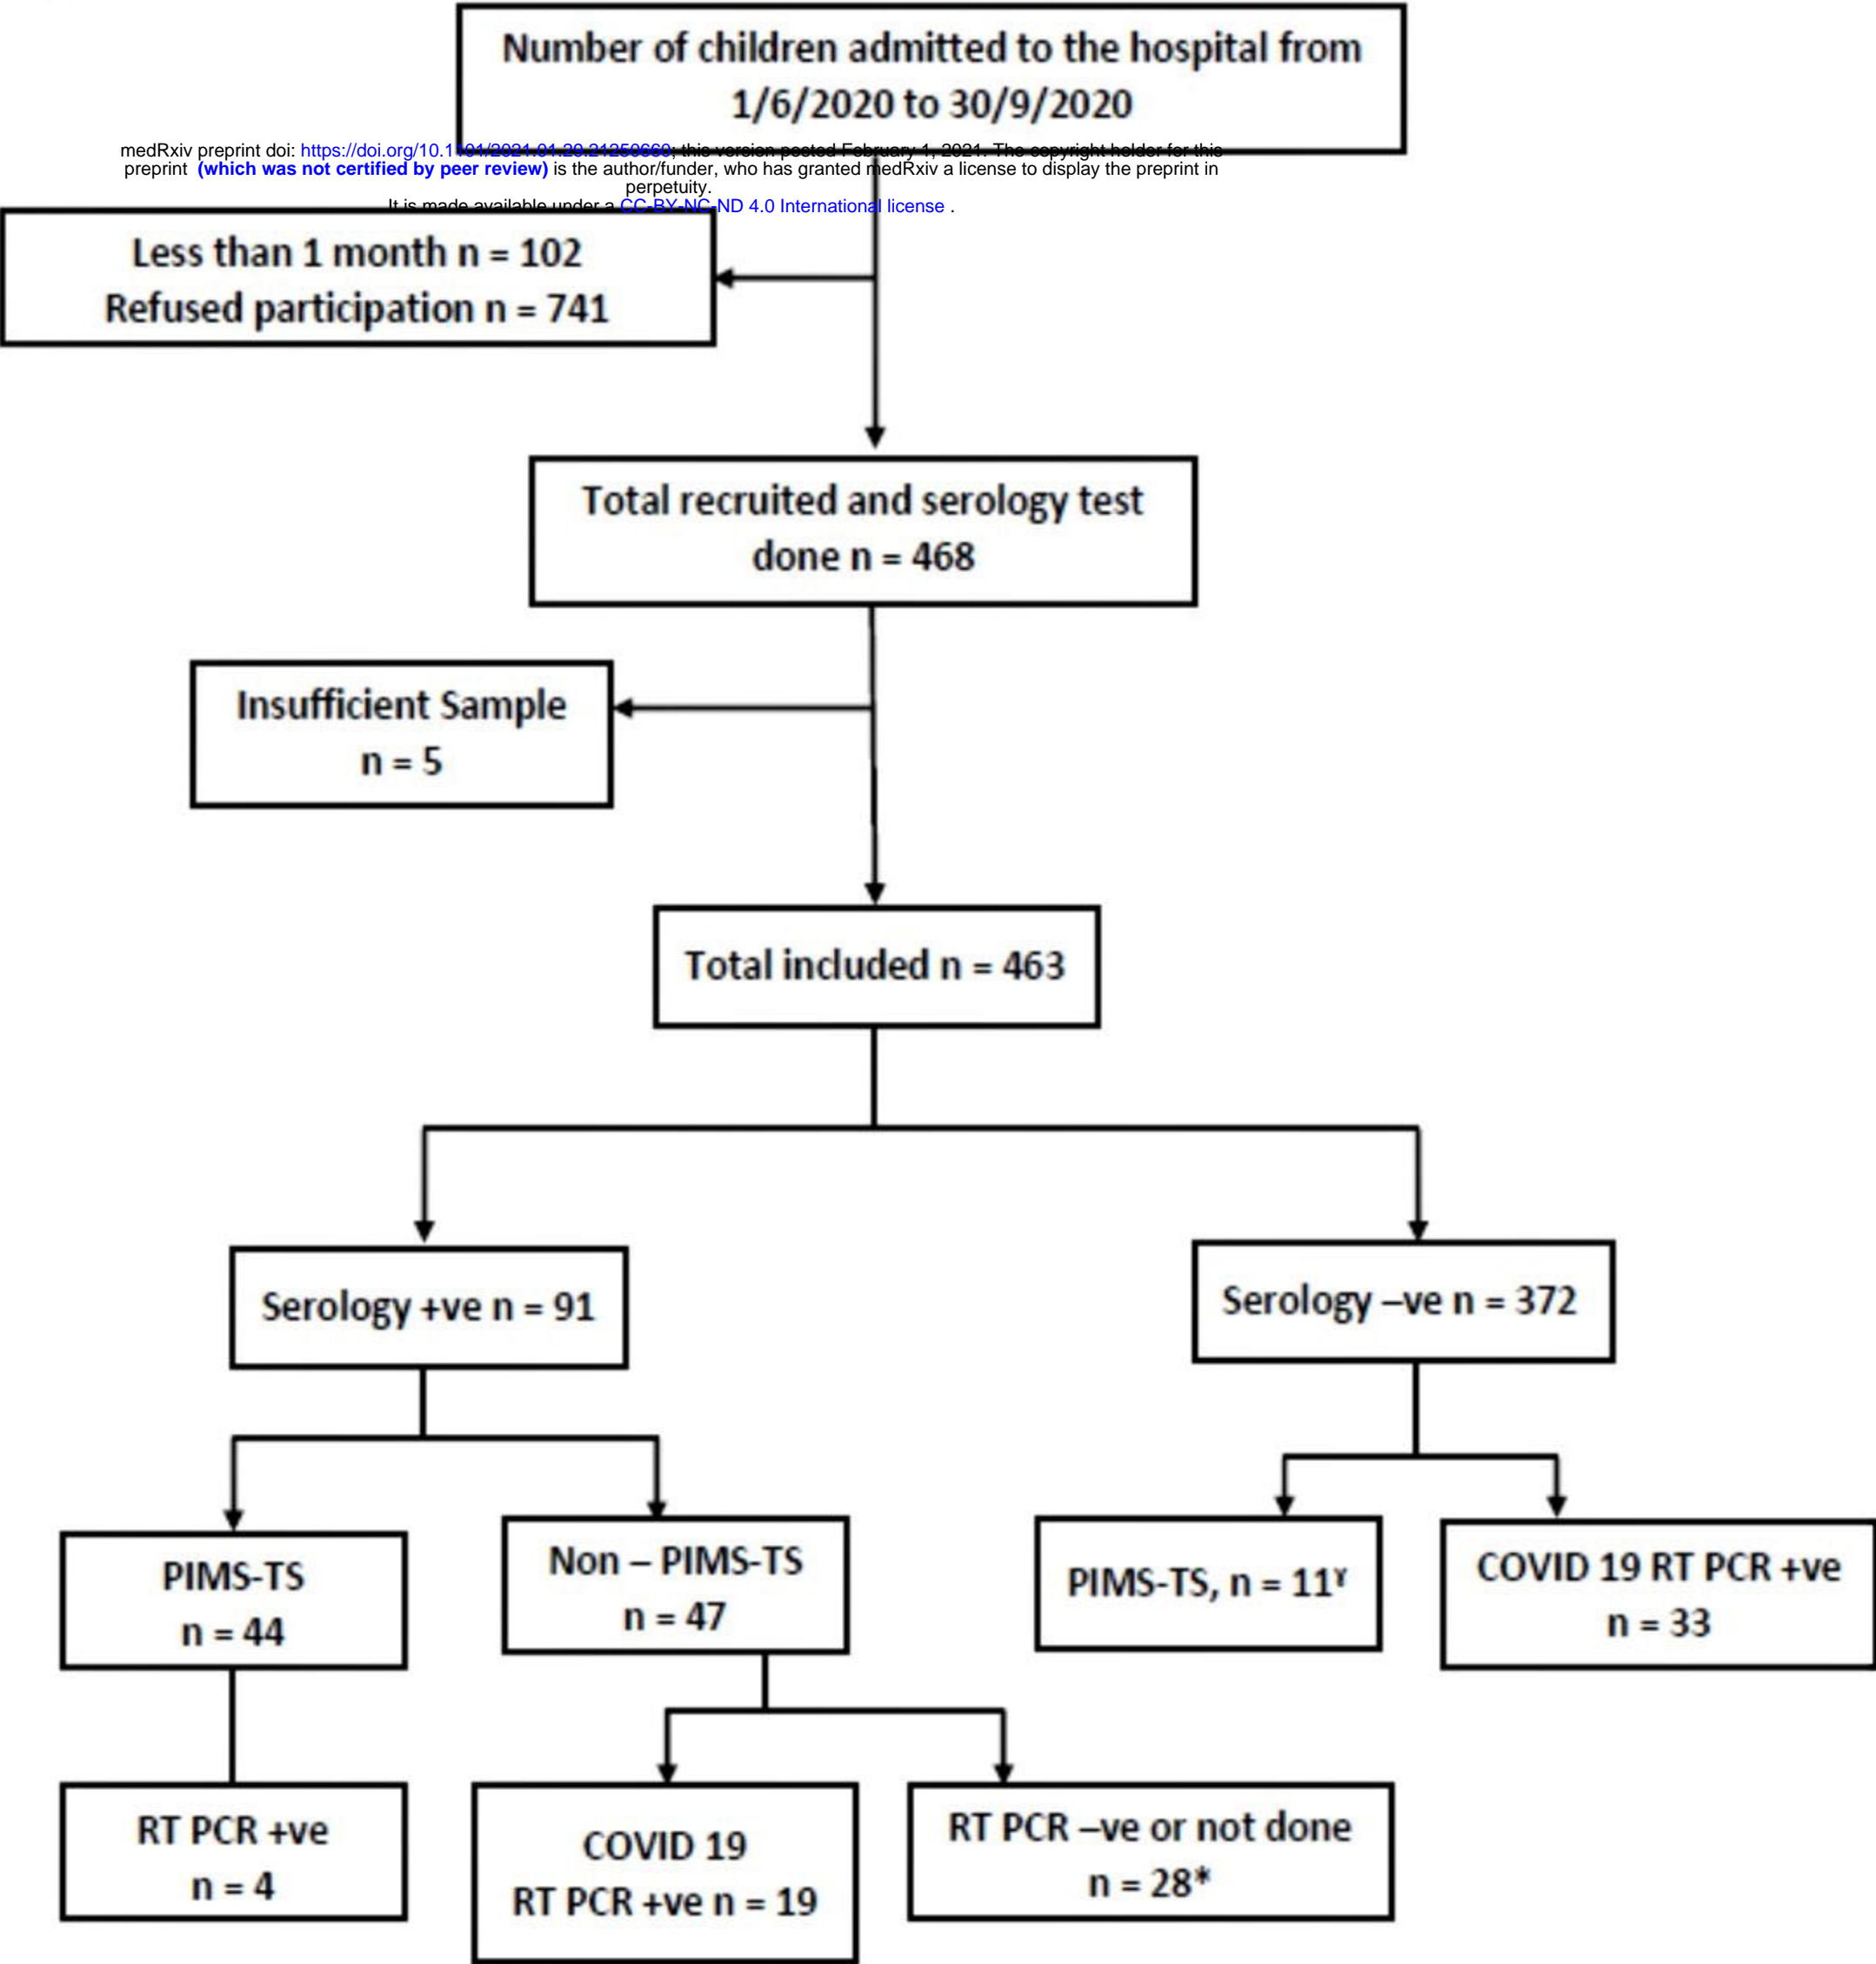 Number of children admitted to the hospital from
1/6/2020 to 30/9/2020
medRxiv preprint doi: https://doi.org/10.1101/2021.01.29.21250660; this version posted February 1, 2021. The copyright holder for this
preprint (which was not certified by peer review) is the author/funder, who has granted medRxiv a license to display the preprint in
perpetuity.
It is made available under a CC-BY-NC-ND 4.0 International license .
Less than 1 month n = 102
Refused participation n = 741
Total recruited and serology test
done n = 468
Insufficient Sample
n = 5
Total included n = 463
Serology +ve n = 91
Serology –ve n = 372
PIMS-TS
n = 44
Non – PIMS-TS
n = 47
PIMS-TS, n = 11ɣ
COVID 19 RT PCR +ve
n = 33
RT PCR +ve
n = 4
COVID 19
RT PCR +ve n = 19
RT PCR –ve or not done
n = 28*